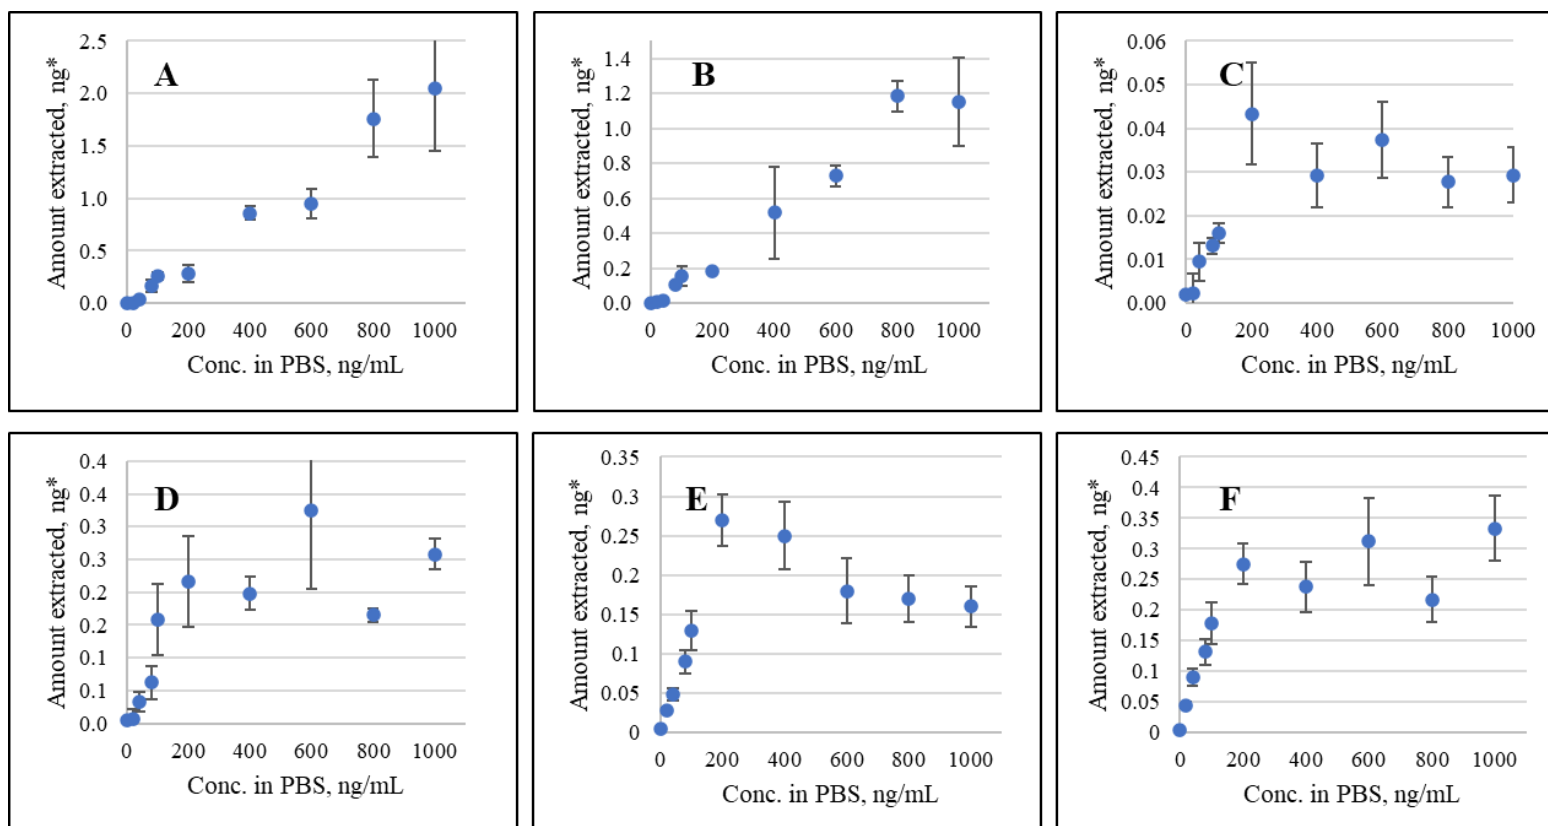 A
Amount extracted, ng*
2.5
2.0
1.5
1.0
0.5
0.0
0 200 400 600 800 1000
Conc. in PBS, ng/mL
B
Amount extracted, ng*
1.4
1.2
1.0
0.8
0.6
0.4
0.2
0.0
0 200 400 600 800 1000
Conc. in PBS, ng/mL
C
Amount extracted, ng*
0.06
0.05
0.04
0.03
0.02
0.01
0.00
0 200 400 600 800 1000
Conc. in PBS, ng/mL
D
Amount extracted, ng*
0.4
0.4
0.3
0.3
0.2
0.2
0.1
0.1
0.0
0 200 400 600 800 1000
Conc. in PBS, ng/mL
E
Amount extracted, ng*
0.35
0.3
0.25
0.2
0.15
0.1
0.05
0
0 200 400 600 800 1000
Conc. in PBS, ng/mL
F
Amount extracted, ng*
0.45
0.4
0.35
0.3
0.25
0.2
0.15
0.1
0.05
0
0 200 400 600 800 1000
Conc. in PBS, ng/mL